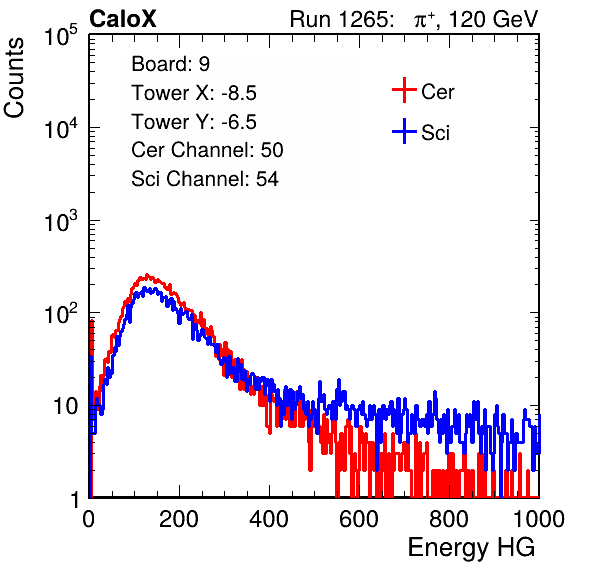 CaloX Run 1265: π⁺, 120 GeV
Counts
10⁵
10⁴
10³
10²
10
1
Board: 9
Tower X: -8.5
Tower Y: -6.5
Cer Channel: 50
Sci Channel: 54
Cer
Sci
0 200 400 600 800 1000
Energy HG